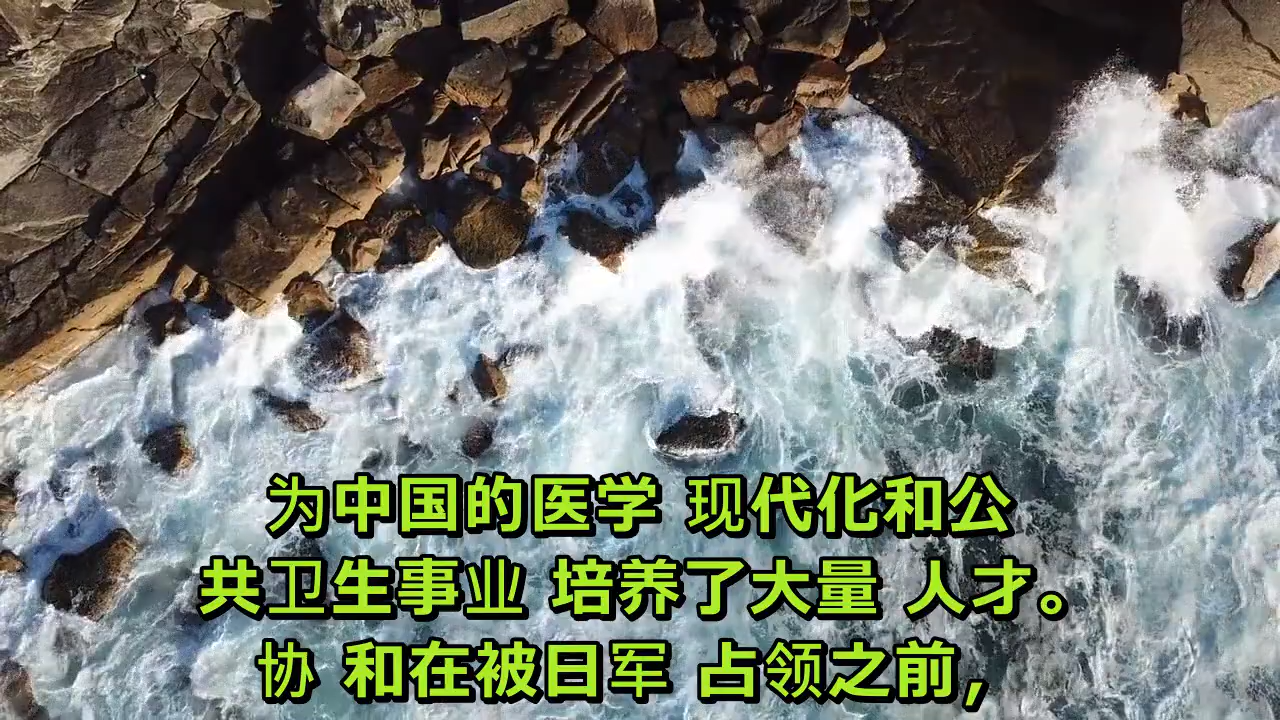 为中国的医学 现代化和公
共卫生事业 培养了大量 人才。
协 和在被日军 占领之前，